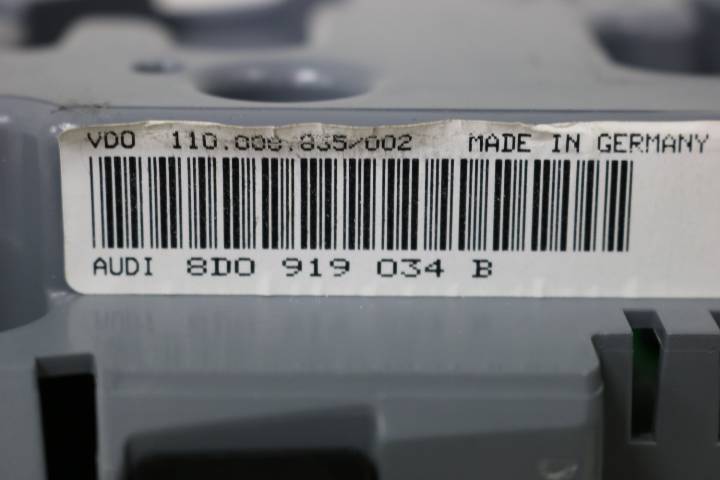 VDO 110.008.835/002 MADE IN GERMANY
AUDI 8D0 919 034 B